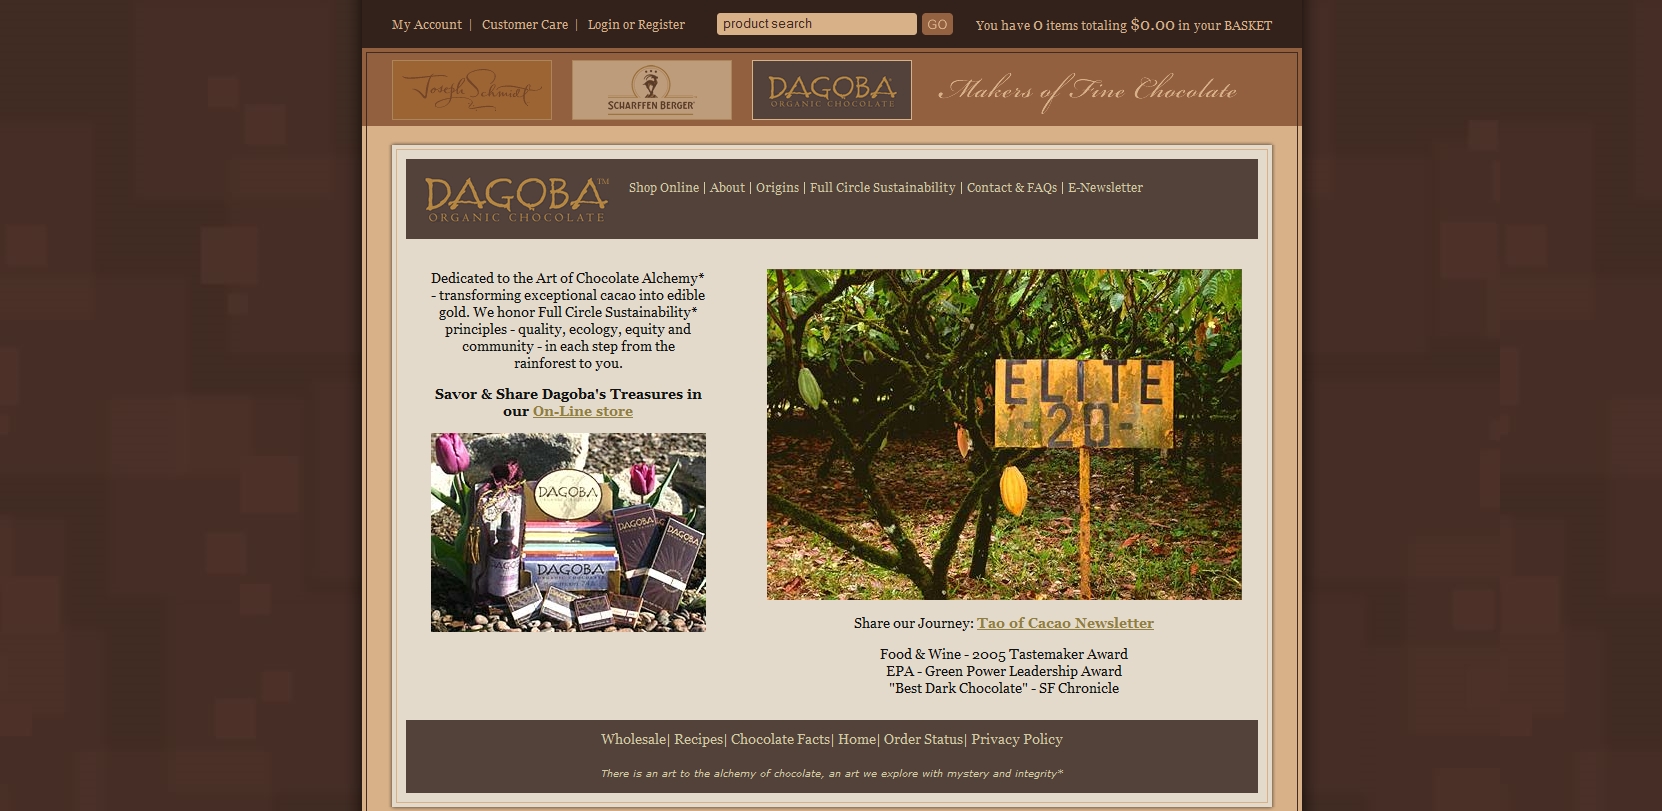 My Account | Customer Care | Login or Register
product search GO
You have 0 items totaling $0.00 in your BASKET
Joseph Schmidt
SCHARFFEN BERGER
DAGOBA
ORGANIC CHOCOLATE
Makers of Fine Chocolate
DAGOBA™
ORGANIC CHOCOLATE
Shop Online | About | Origins | Full Circle Sustainability | Contact & FAQs | E-Newsletter
Dedicated to the Art of Chocolate Alchemy*
- transforming exceptional cacao into edible
gold. We honor Full Circle Sustainability*
principles - quality, ecology, equity and
community - in each step from the
rainforest to you.
Savor & Share Dagoba's Treasures in
our On-Line store
DAGOBA
DAGOBA
DAGOBA
DAGOBA
DAGOBA
ORGANIC CHOCOLATE
ELITE
-20-
Share our Journey: Tao of Cacao Newsletter
Food & Wine - 2005 Tastemaker Award
EPA - Green Power Leadership Award
"Best Dark Chocolate" - SF Chronicle
Wholesale| Recipes| Chocolate Facts| Home| Order Status| Privacy Policy
There is an art to the alchemy of chocolate, an art we explore with mystery and integrity*